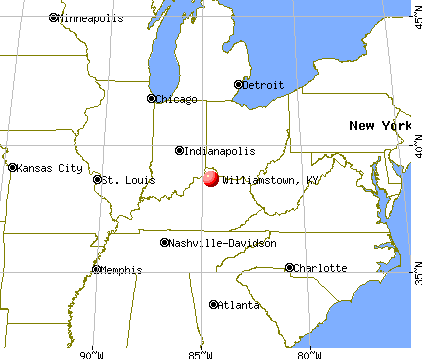 Minneapolis
45°N
Detroit
Chicago
New York
Indianapolis
40°N
Kansas City
St. Louis
Williamstown, KY
Nashville-Davidson
Memphis
Charlotte
35°N
Atlanta
90°W
85°W
80°W